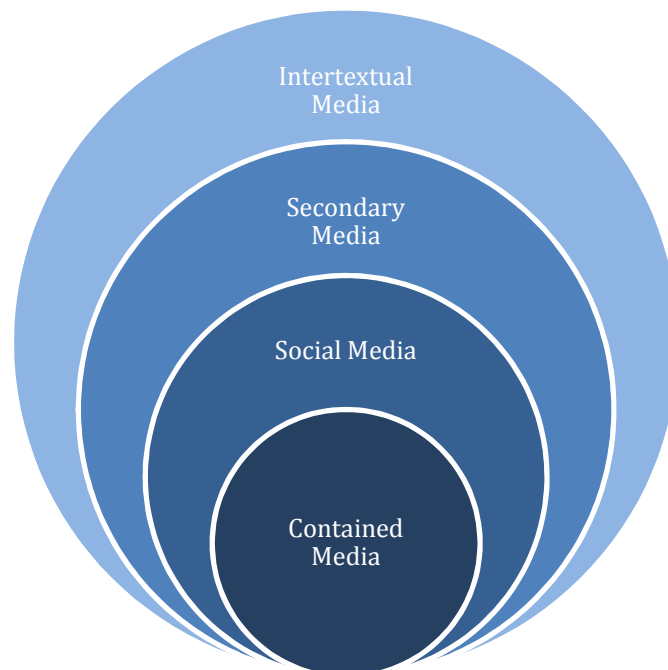 Intertextual
Media
Secondary
Media
Social Media
Contained
Media